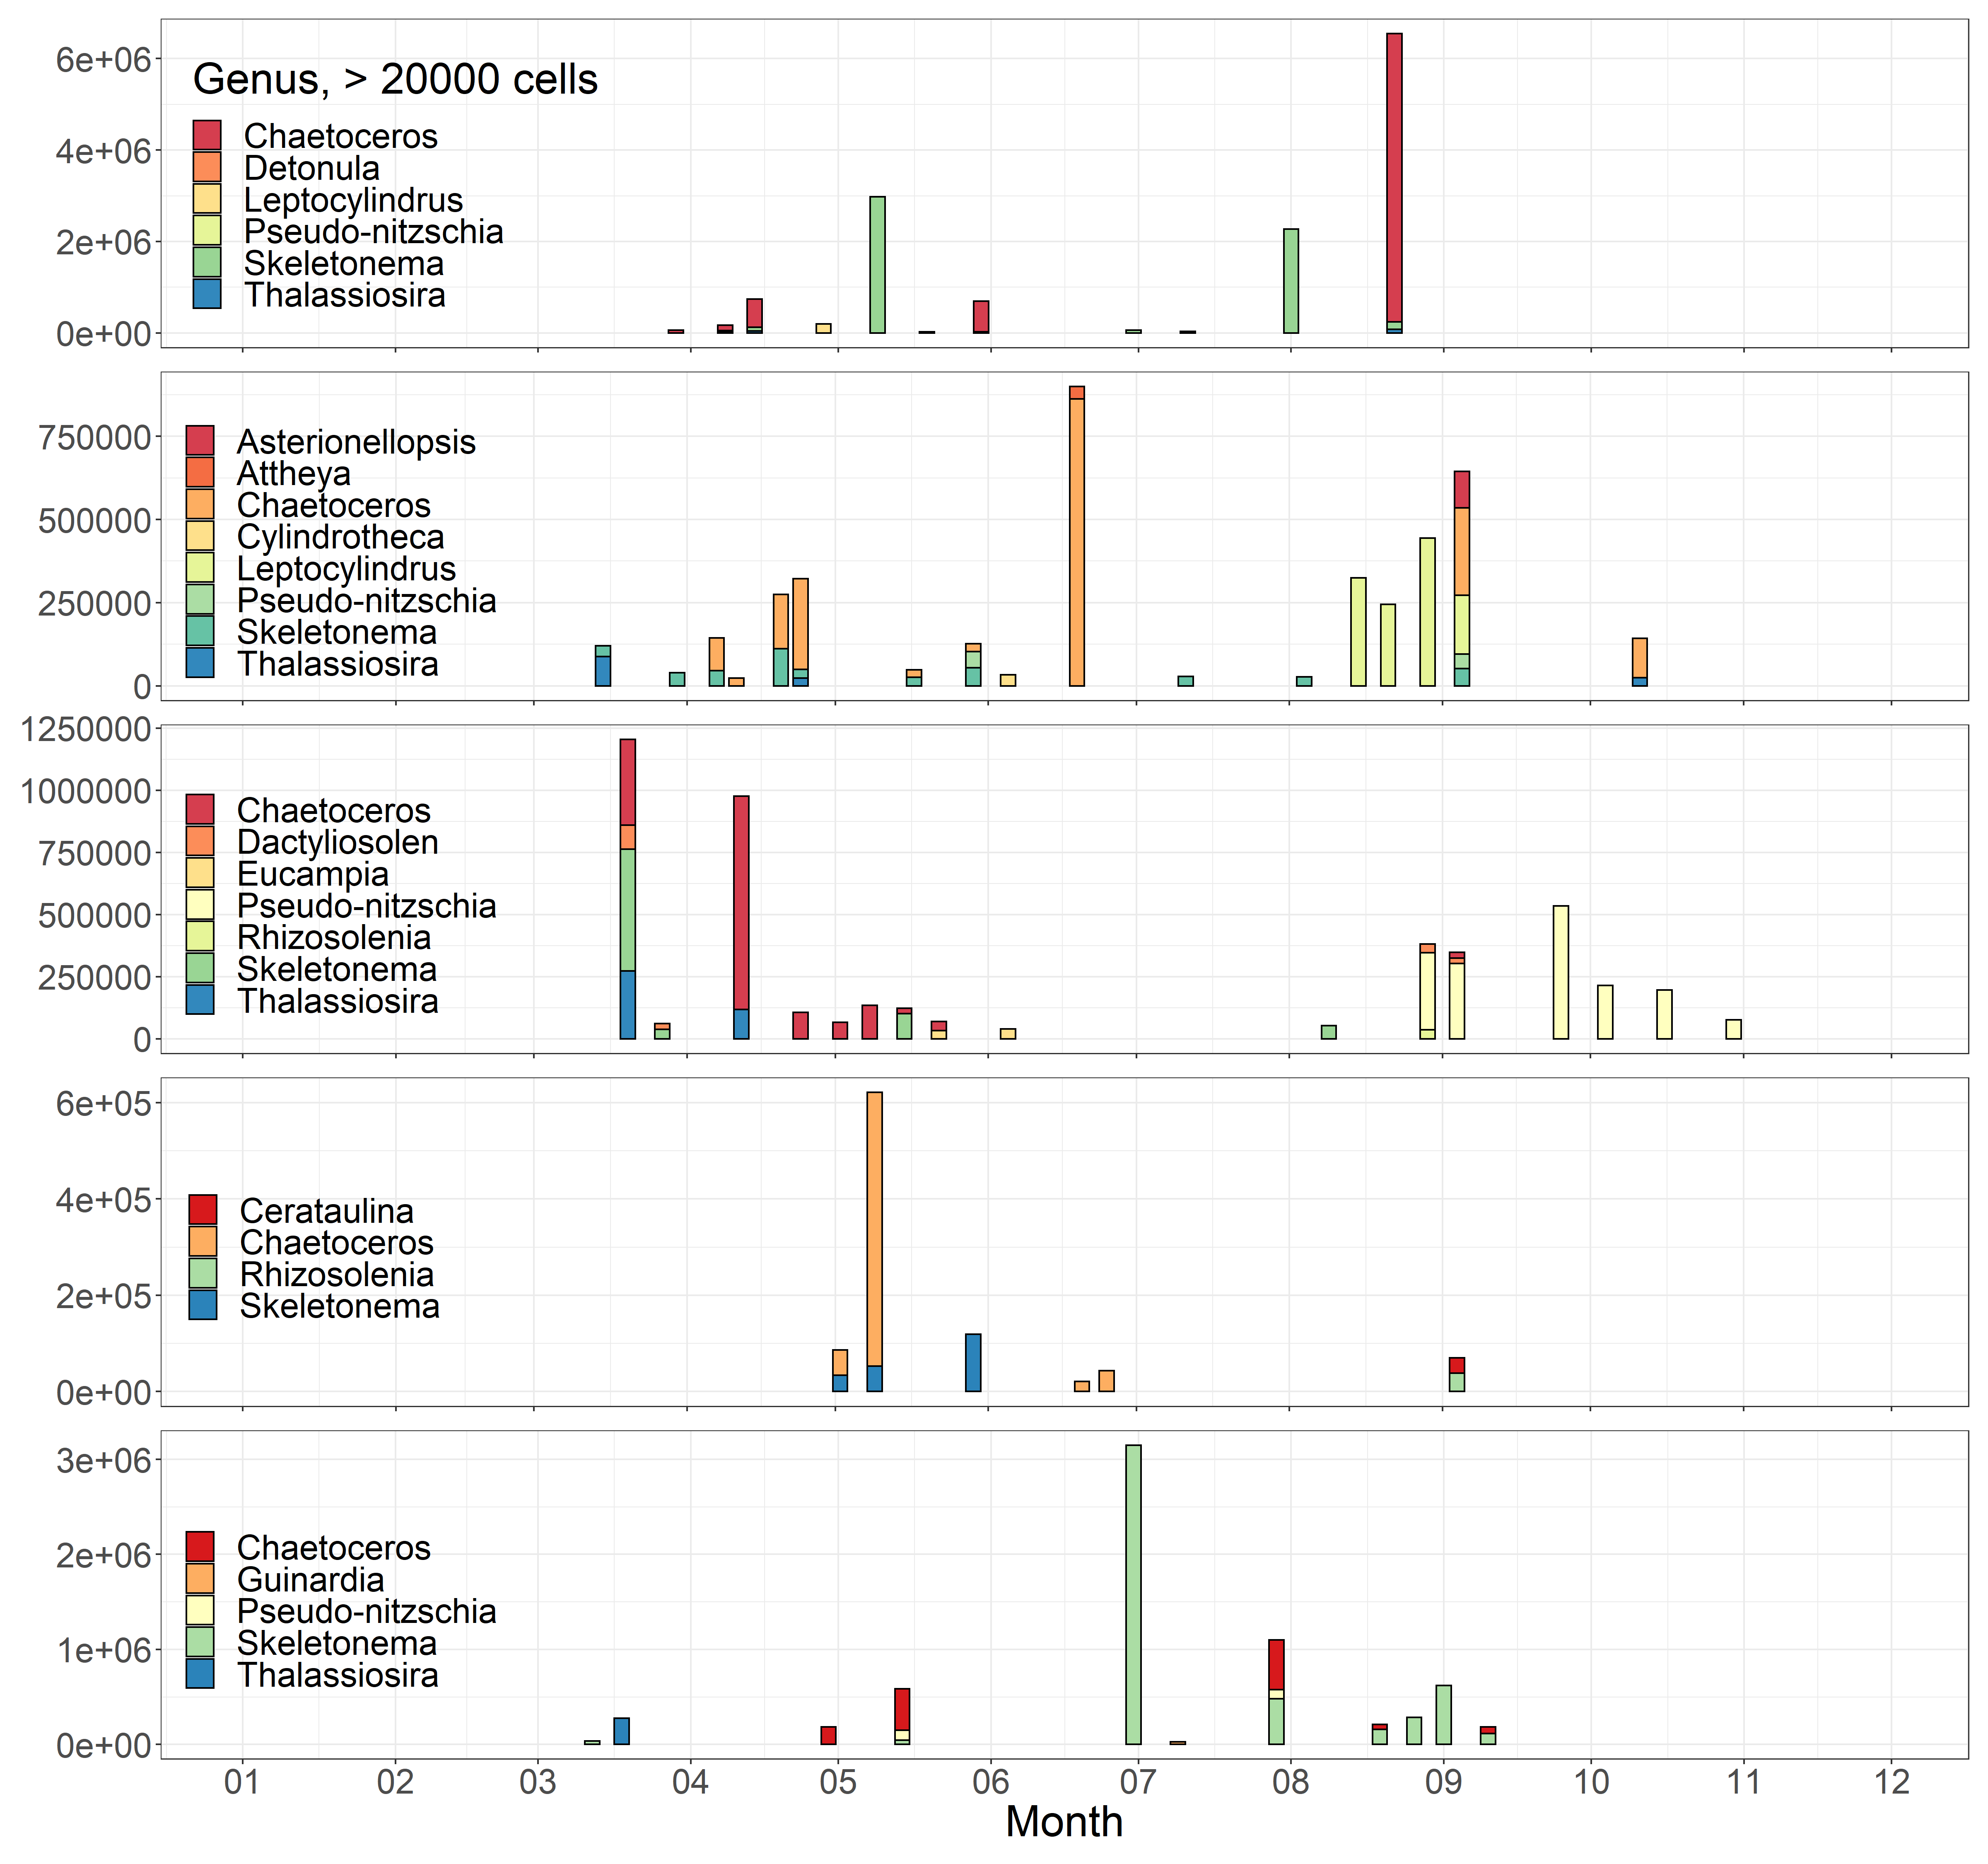 Genus, > 20000 cells
6e+06
4e+06
2e+06
0e+00
Chaetoceros
Detonula
Leptocylindrus
Pseudo-nitzschia
Skeletonema
Thalassiosira
750000
500000
250000
0
Asterionellopsis
Attheya
Chaetoceros
Cylindrotheca
Leptocylindrus
Pseudo-nitzschia
Skeletonema
Thalassiosira
1250000
1000000
750000
500000
250000
0
Chaetoceros
Dactyliosolen
Eucampia
Pseudo-nitzschia
Rhizosolenia
Skeletonema
Thalassiosira
6e+05
4e+05
2e+05
0e+00
Cerataulina
Chaetoceros
Rhizosolenia
Skeletonema
3e+06
2e+06
1e+06
0e+00
Chaetoceros
Guinardia
Pseudo-nitzschia
Skeletonema
Thalassiosira
01 02 03 04 05 06 07 08 09 10 11 12
Month